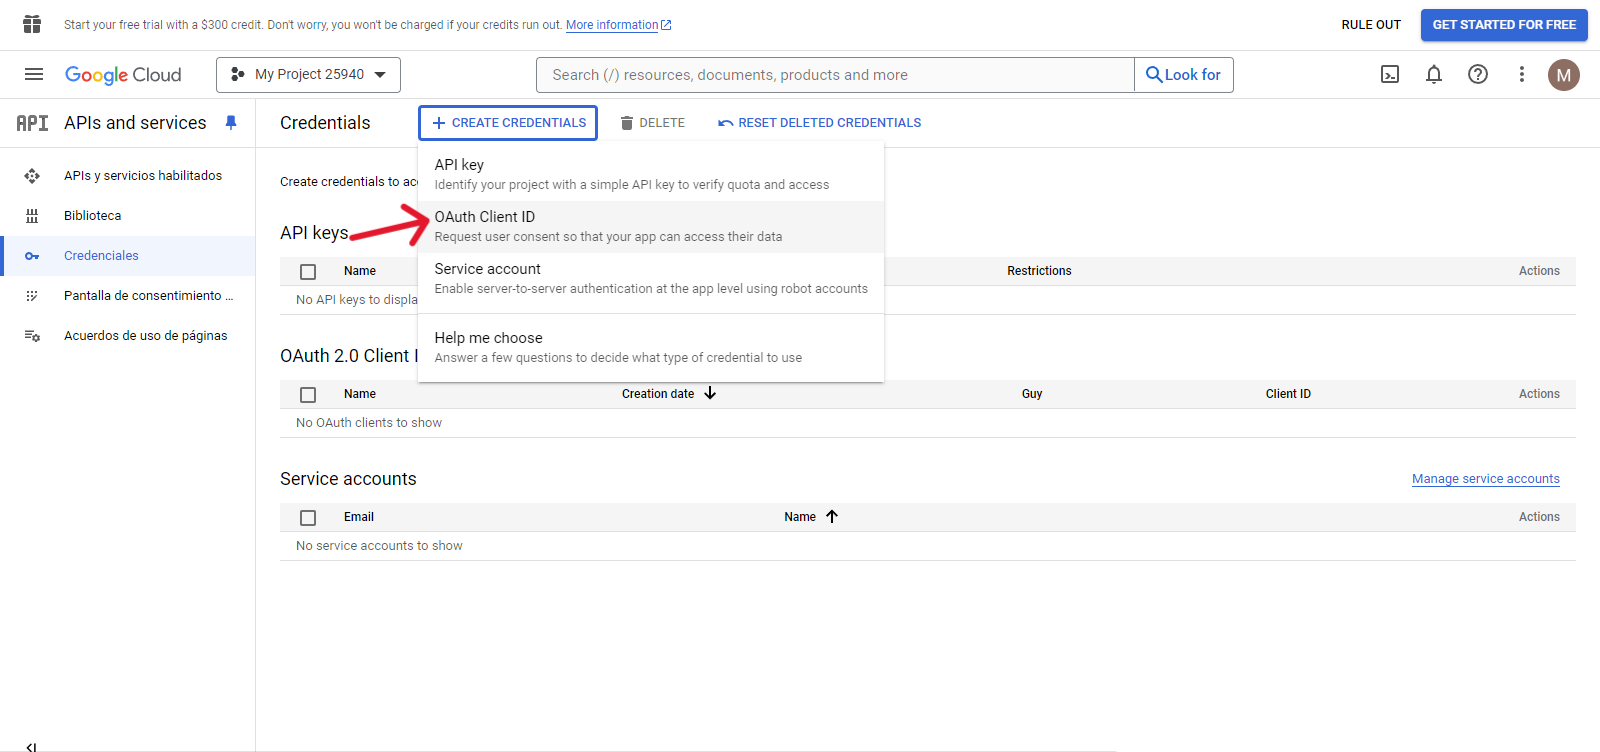 Start your free trial with a $300 credit. Don't worry, you won't be charged if your credits run out. More information
RULE OUT
GET STARTED FOR FREE
Google Cloud
My Project 25940
Search (/) resources, documents, products and more
Look for
M
API APIs and services
Credentials
CREATE CREDENTIALS
DELETE
RESET DELETED CREDENTIALS
APIs y servicios habilitados
Biblioteca
Credenciales
Pantalla de consentimiento ...
Acuerdos de uso de páginas
Create credentials to
API key
Identify your project with a simple API key to verify quota and access
OAuth Client ID
Request user consent so that your app can access their data
Service account
Enable server-to-server authentication at the app level using robot accounts
Help me choose
Answer a few questions to decide what type of credential to use
API keys
Name
Restrictions
Actions
No API keys to displa
OAuth 2.0 Client I
Name
Creation date
Guy
Client ID
Actions
No OAuth clients to show
Service accounts
Manage service accounts
Email
Name
Actions
No service accounts to show